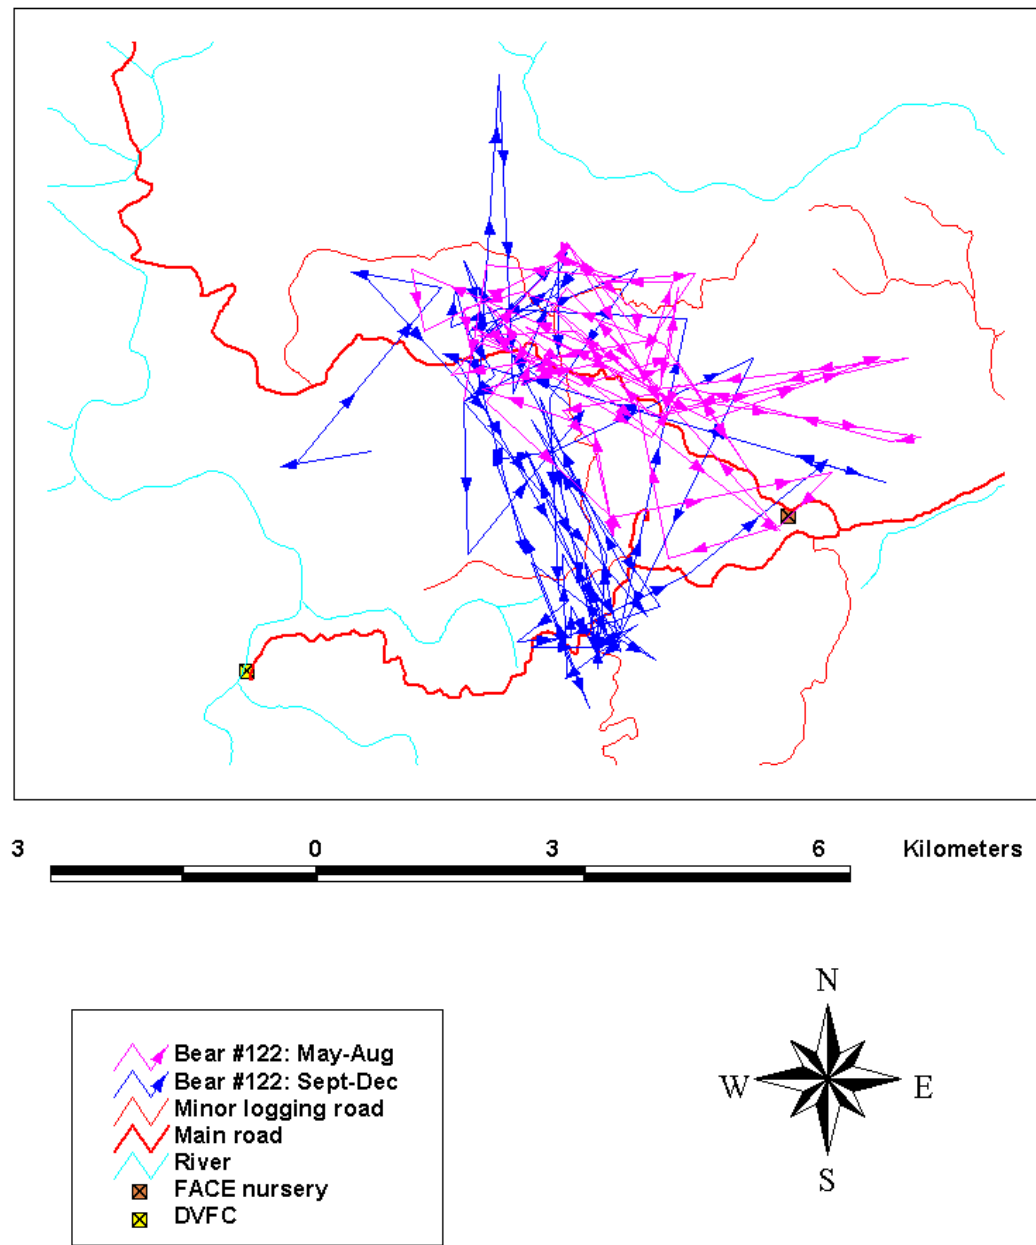 3 0 3 6 Kilometers
N
W E
S
Bear #122: May-Aug
Bear #122: Sept-Dec
Minor logging road
Main road
River
FACE nursery
DVFC